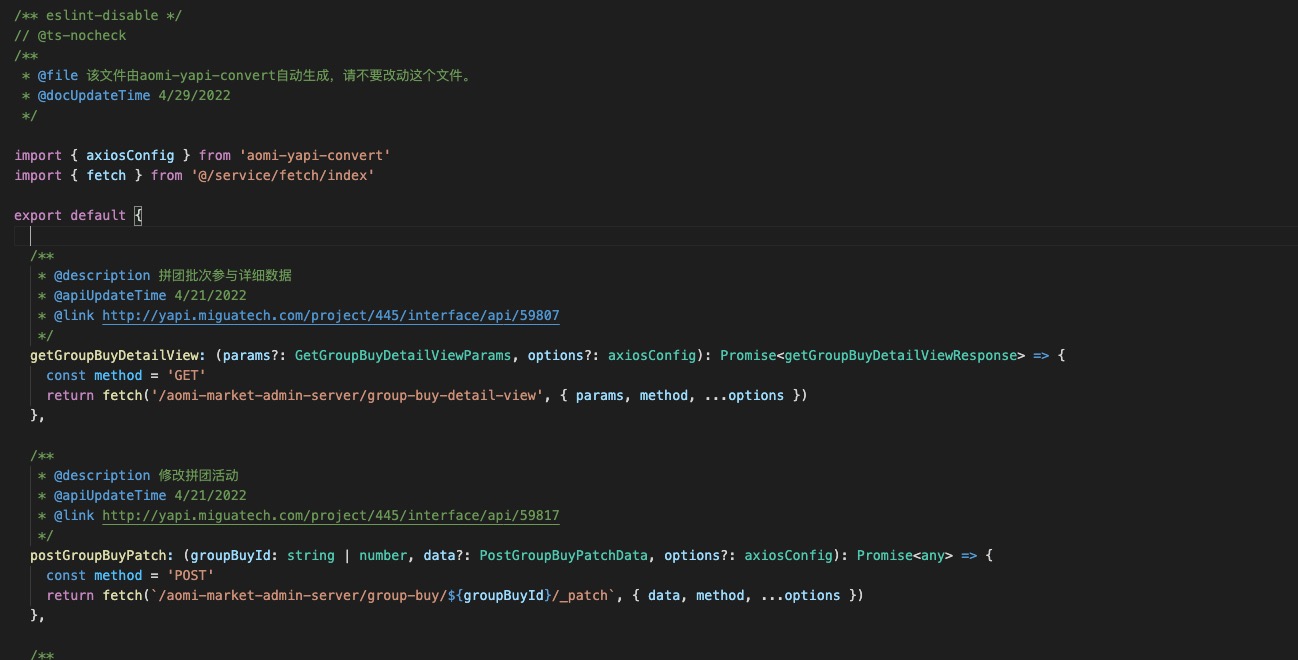 /** eslint-disable */
// @ts-nocheck
/**
 * @file 该文件由aomi-yapi-convert自动生成，请不要改动这个文件。
 * @docUpdateTime 4/29/2022
 */
import { axiosConfig } from 'aomi-yapi-convert'
import { fetch } from '@/service/fetch/index'
export default {
  /**
   * @description 拼团批次参与详细数据
   * @apiUpdateTime 4/21/2022
   * @link http://yapi.miguatech.com/project/445/interface/api/59807
   */
  getGroupBuyDetailView: (params?: GetGroupBuyDetailViewParams, options?: axiosConfig): Promise<getGroupBuyDetailViewResponse> => {
    const method = 'GET'
    return fetch('/aomi-market-admin-server/group-buy-detail-view', { params, method, ...options })
  },
  /**
   * @description 修改拼团活动
   * @apiUpdateTime 4/21/2022
   * @link http://yapi.miguatech.com/project/445/interface/api/59817
   */
  postGroupBuyPatch: (groupBuyId: string | number, data?: PostGroupBuyPatchData, options?: axiosConfig): Promise<any> => {
    const method = 'POST'
    return fetch(`/aomi-market-admin-server/group-buy/${groupBuyId}/_patch`, { data, method, ...options })
  },
  /**